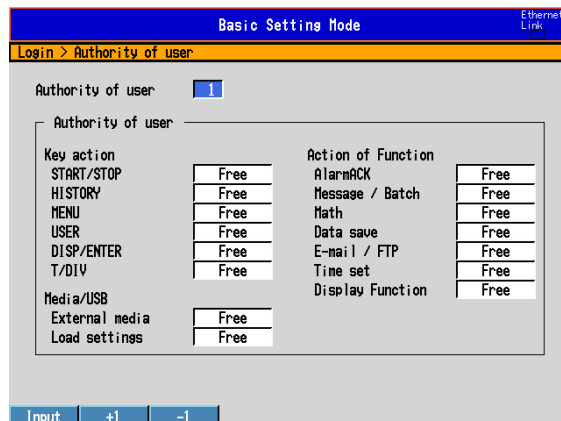 Basic Setting Mode
Ethernet
Link
Login > Authority of user
Authority of user 1
Authority of user
Key action
START/STOP Free
HISTORY Free
MENU Free
USER Free
DISP/ENTER Free
T/DIV Free
Media/USB
External media Free
Load settings Free
Action of Function
AlarmACK Free
Message / Batch Free
Math Free
Data save Free
E-mail / FTP Free
Time set Free
Display Function Free
Input +1 -1